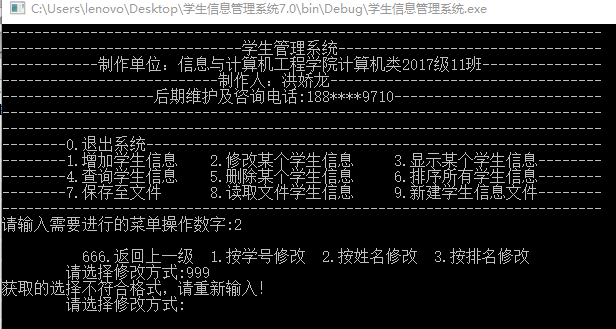 C:\Users\lenovo\Desktop\学生信息管理系统7.0\bin\Debug\学生信息管理系统.exe
------------------------------学生管理系统---------------------------------
------------制作单位: 信息与计算机工程学院计算机类2017级11班---------------
---------------------------制作人: 洪娇龙----------------------------------
-------------------后期维护及咨询电话:188****9710--------------------------
--------0.退出系统---------------------------------------------------------
--------1.增加学生信息    2.修改某个学生信息     3.显示某个学生信息--------
--------4.查询学生信息    5.删除某个学生信息     6.排序所有学生信息--------
--------7.保存至文件      8.读取文件学生信息     9.新建学生信息文件--------
请输入需要进行的菜单操作数字:2
666.返回上一级  1.按学号修改  2.按姓名修改  3.按排名修改
请选择修改方式:999
获取的选择不符合格式, 请重新输入!
请选择修改方式: